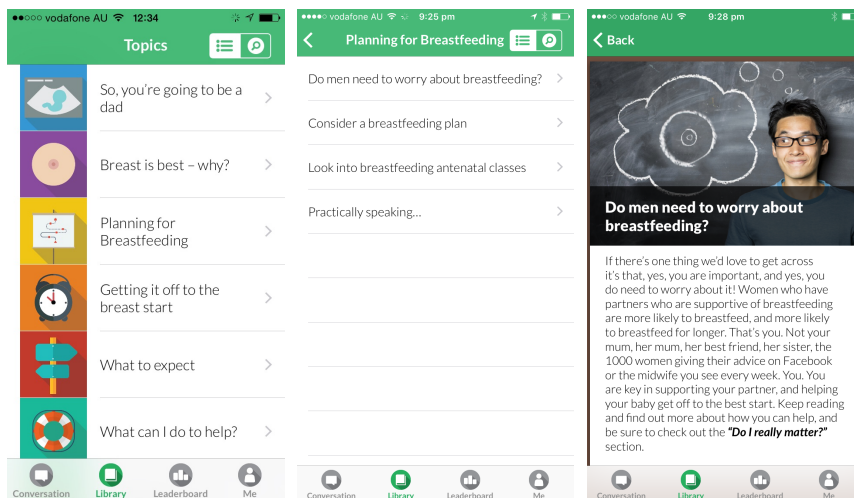 vodafone AU 12:34
Topics
So, you're going to be a
dad
Breast is best – why?
Planning for
Breastfeeding
Getting it off to the
breast start
What to expect
What can I do to help?
Conversation Library Leaderboard Me
vodafone AU 9:25 pm
Planning for Breastfeeding
Do men need to worry about breastfeeding?
Consider a breastfeeding plan
Look into breastfeeding antenatal classes
Practically speaking…
Conversation Library Leaderboard Me
vodafone AU 9:28 pm
Back
Do men need to worry about
breastfeeding?
If there's one thing we'd love to get across
it's that, yes, you are important, and yes, you
do need to worry about it! Women who have
partners who are supportive of breastfeeding
are more likely to breastfeed, and more likely
to breastfeed for longer. That's you. Not your
mum, her mum, her best friend, her sister, the
1000 women giving their advice on Facebook
or the midwife you see every week. You. You
are key in supporting your partner, and helping
your baby get off to the best start. Keep reading
and find out more about how you can help, and
be sure to check out the "Do I really matter?"
section.
Conversation Library Leaderboard Me